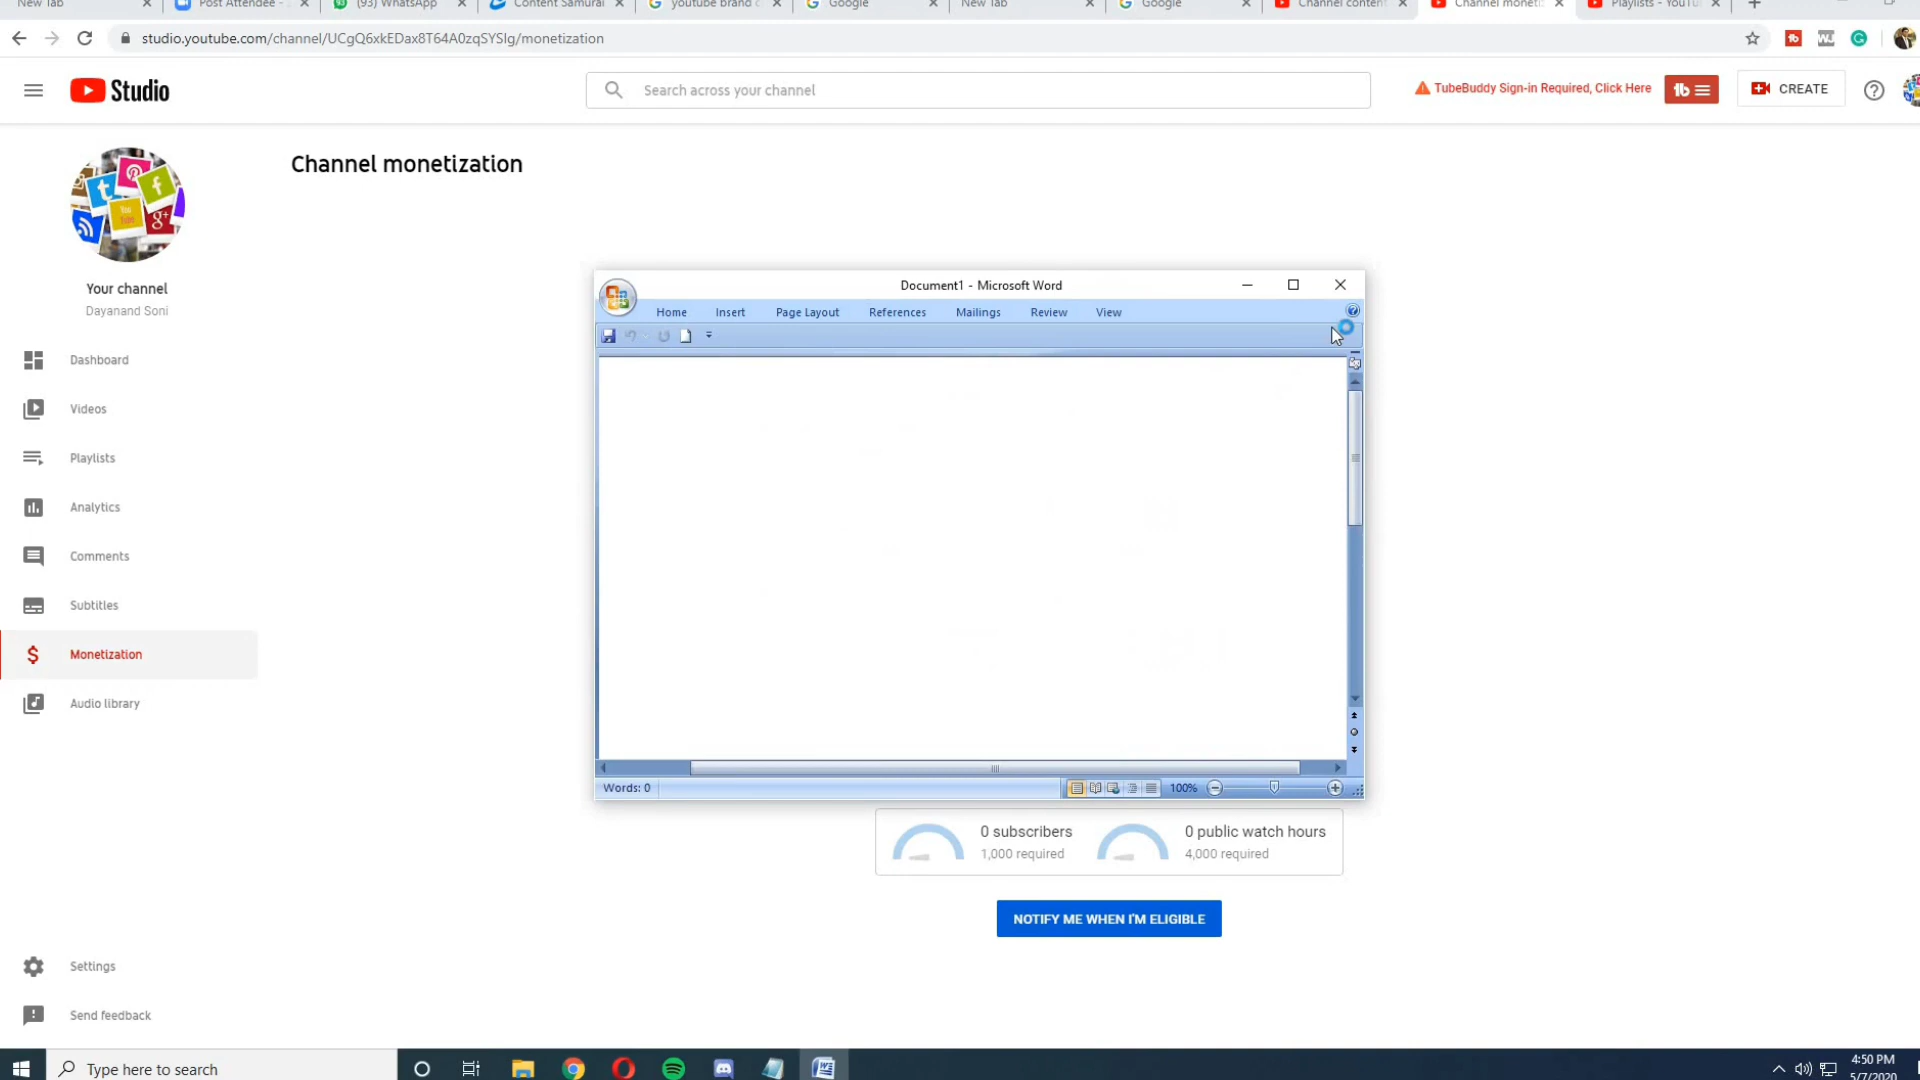 New Tab
Post Attendee -
(93) WhatsApp
Content Samurai
youtube brand c
Google
New Tab
Google
Channel content
Channel moneti
Playlists - YouTu
studio.youtube.com/channel/UCgQ6xkEDax8T64A0zqSYSlg/monetization
Studio
Search across your channel
TubeBuddy Sign-in Required, Click Here
CREATE
Channel monetization
Your channel
Dayanand Soni
Dashboard
Videos
Playlists
Analytics
Comments
Subtitles
Monetization
Audio library
Settings
Send feedback
Document1 - Microsoft Word
Home
Insert
Page Layout
References
Mailings
Review
View
Words: 0
100%
0 subscribers
1,000 required
0 public watch hours
4,000 required
NOTIFY ME WHEN I'M ELIGIBLE
Type here to search
4:50 PM
5/7/2020